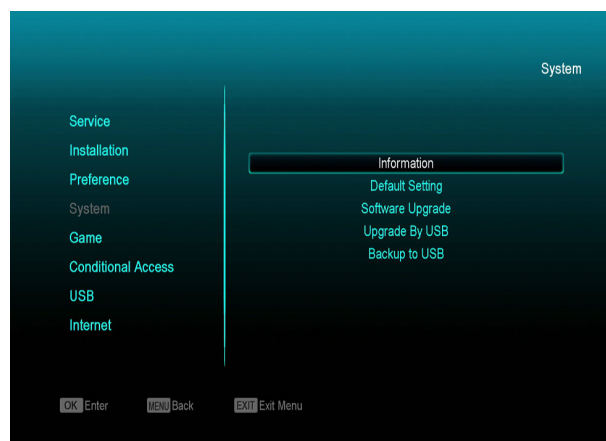 System
Service
Installation
Preference
System
Game
Conditional Access
USB
Internet
Information
Default Setting
Software Upgrade
Upgrade By USB
Backup to USB
OK Enter MENU Back EXIT Exit Menu